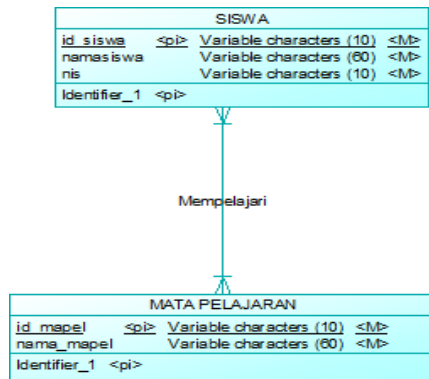 SISWA
id_siswa <pi> Variable characters (10) <M>
namasiswa Variable characters (60) <M>
nis Variable characters (10) <M>
Identifier_1 <pi>
Mempelajari
MATA PELAJARAN
id_mapel <pi> Variable characters (10) <M>
nama_mapel Variable characters (60) <M>
Identifier_1 <pi>